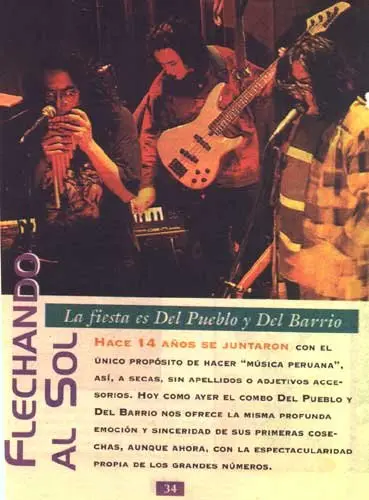 FLECHANDO
AL SOL
La fiesta es Del Pueblo y Del Barrio
HACE 14 AÑOS SE JUNTARON CON EL
ÚNICO PROPÓSITO DE HACER “MÚSICA PERUANA”,
ASÍ, A SECAS, SIN APELLIDOS O ADJETIVOS ACCE-
SORIOS. HOY COMO AYER EL COMBO DEL PUEBLO Y
DEL BARRIO NOS OFRECE LA MISMA PROFUNDA
EMOCIÓN Y SINCERIDAD DE SUS PRIMERAS COSE-
CHAS, AUNQUE AHORA, CON LA ESPECTACULARIDAD
PROPIA DE LOS GRANDES NÚMEROS.
34